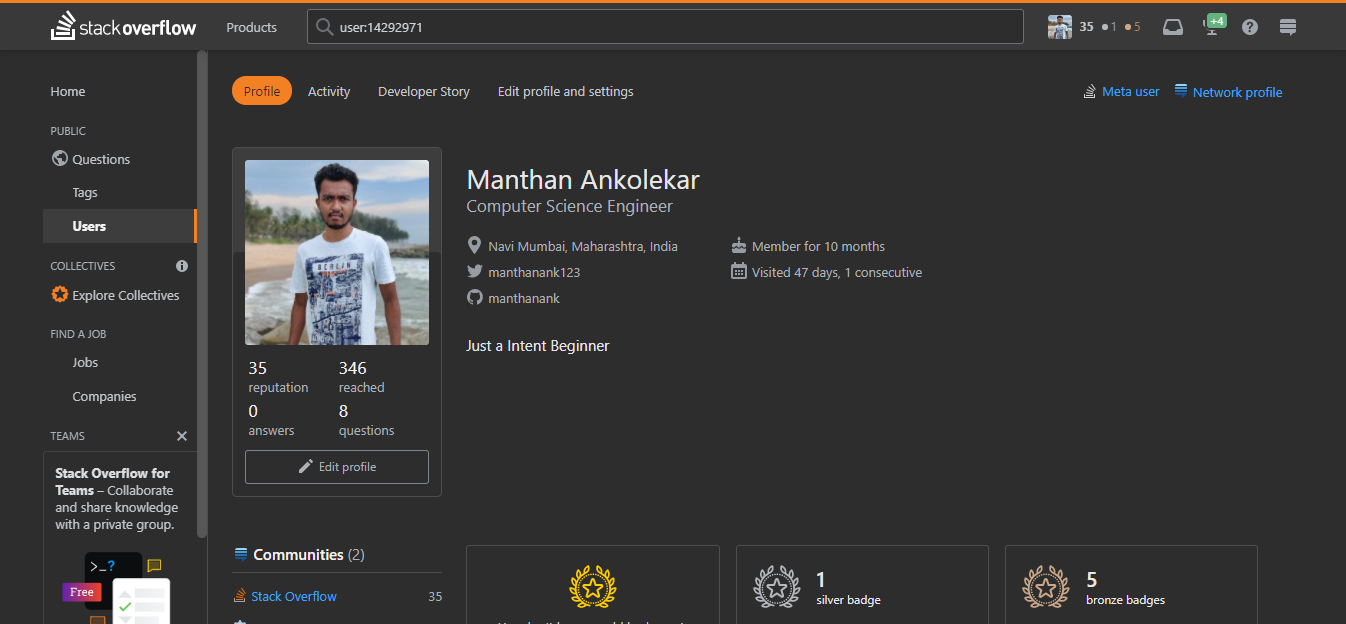 stackoverflow Products user:14292971 35 1 5 +4 ?
Home
PUBLIC
Questions
Tags
Users
COLLECTIVES
Explore Collectives
FIND A JOB
Jobs
Companies
TEAMS
Stack Overflow for
Teams – Collaborate
and share knowledge
with a private group.
>_?
Free
Profile Activity Developer Story Edit profile and settings Meta user Network profile
BERLIN
35 346
reputation reached
0 8
answers questions
Edit profile
Manthan Ankolekar
Computer Science Engineer
Navi Mumbai, Maharashtra, India Member for 10 months
manthanank123 Visited 47 days, 1 consecutive
manthanank
Just a Intent Beginner
Communities (2)
Stack Overflow 35
1
silver badge
5
bronze badges